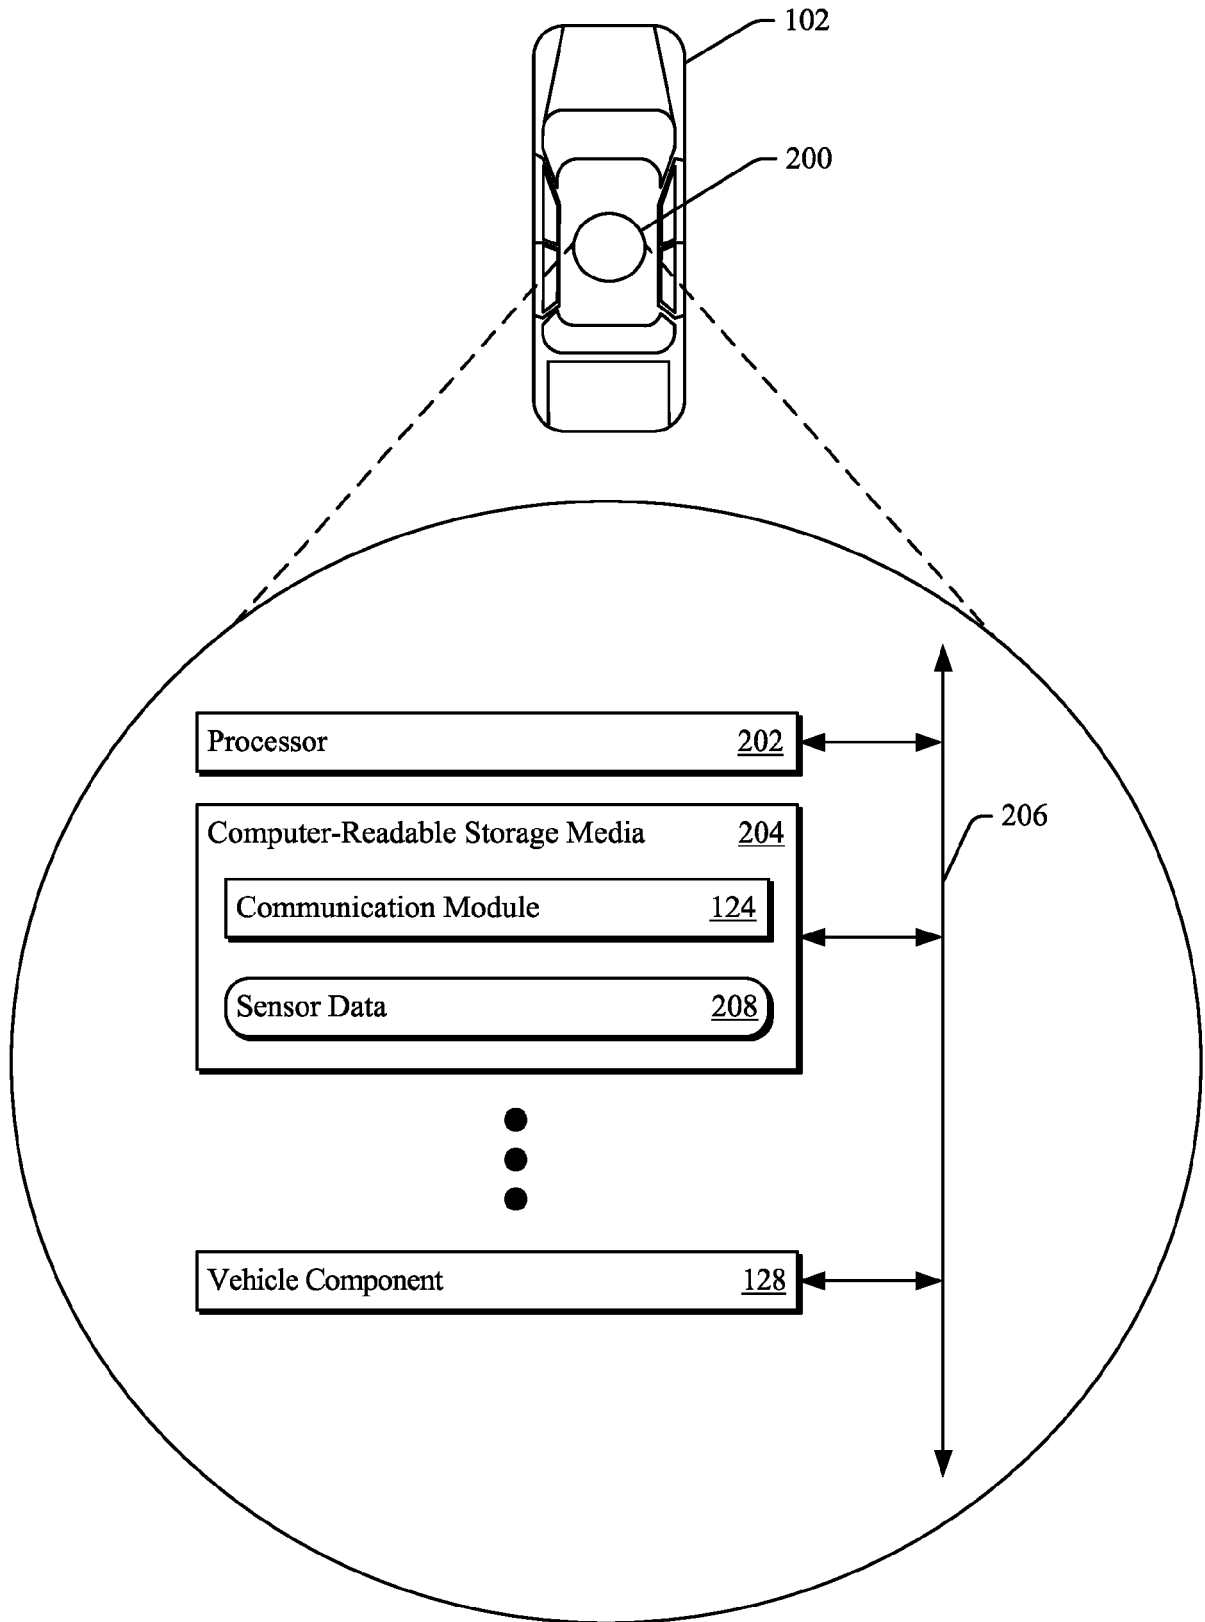 102
200
Processor 202
Computer-Readable Storage Media 204
206
Communication Module 124
Sensor Data 208
Vehicle Component 128